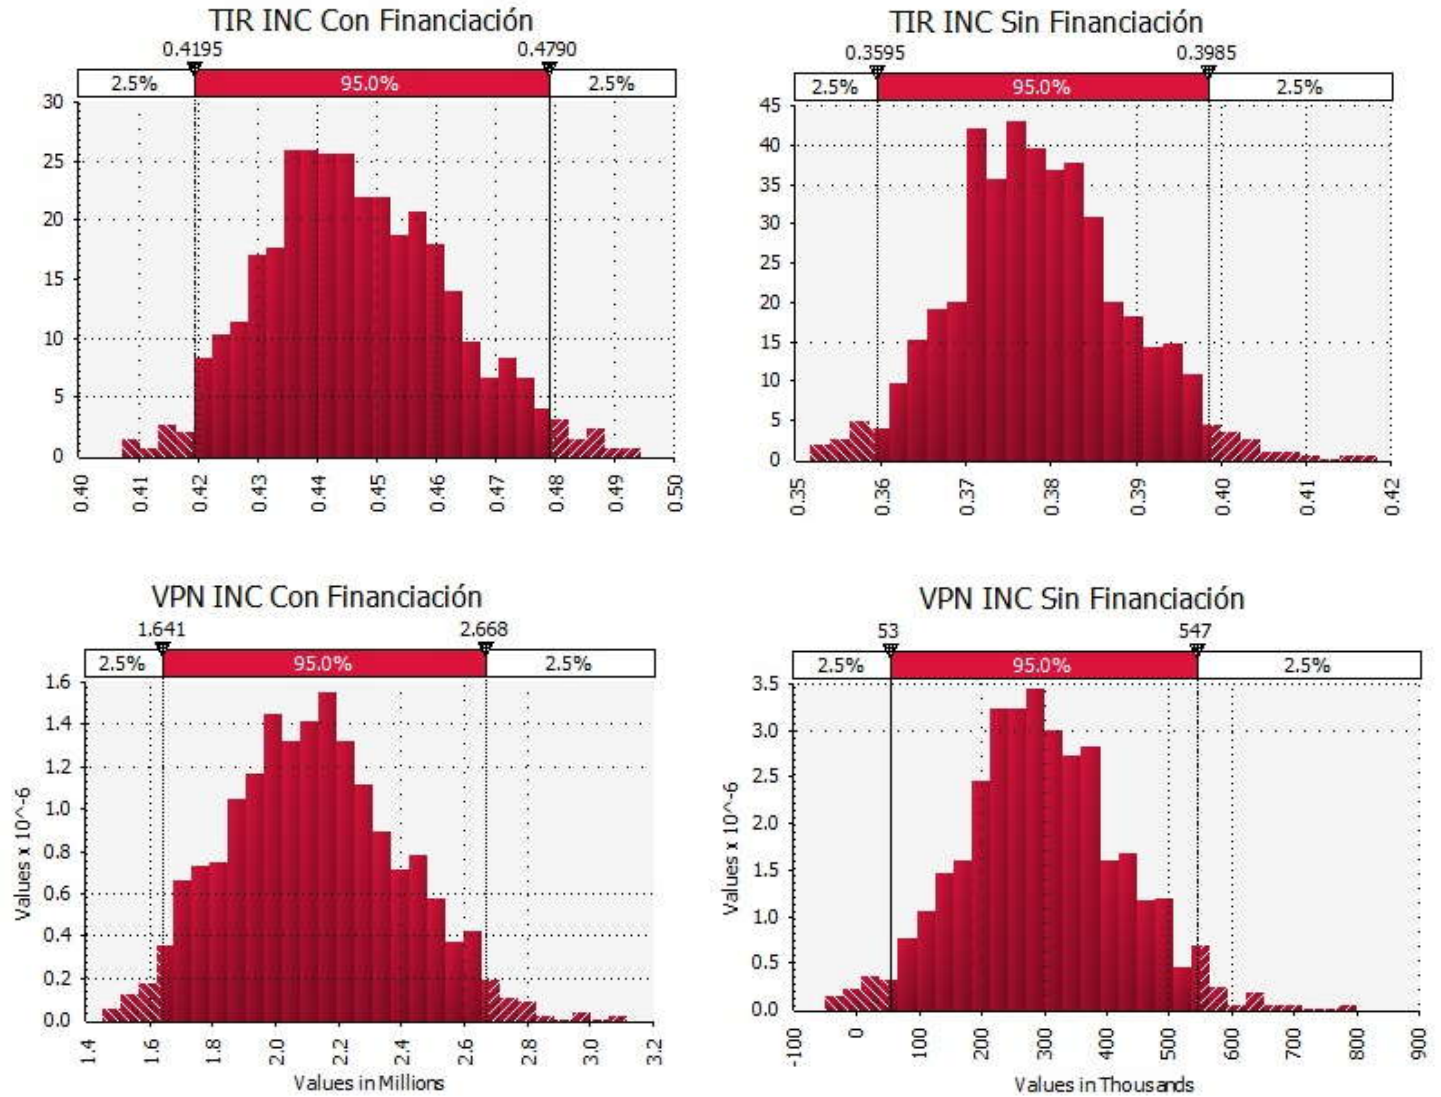 TIR INC Con Financiación
0.4195 0.4790
2.5% 95.0% 2.5%
30
25
20
15
10
5
0
0.40 0.41 0.42 0.43 0.44 0.45 0.46 0.47 0.48 0.49 0.50
TIR INC Sin Financiación
0.3595 0.3985
2.5% 95.0% 2.5%
45
40
35
30
25
20
15
10
5
0
0.35 0.36 0.37 0.38 0.39 0.40 0.41 0.42
VPN INC Con Financiación
1.641 2.668
2.5% 95.0% 2.5%
1.6
1.4
1.2
1.0
0.8
0.6
0.4
0.2
0.0
Values x 10^-6
1.4 1.6 1.8 2.0 2.2 2.4 2.6 2.8 3.0 3.2
Values in Millions
VPN INC Sin Financiación
53 547
2.5% 95.0% 2.5%
3.5
3.0
2.5
2.0
1.5
1.0
0.5
0.0
Values x 10^-6
-100 0 100 200 300 400 500 600 700 800 900
Values in Thousands